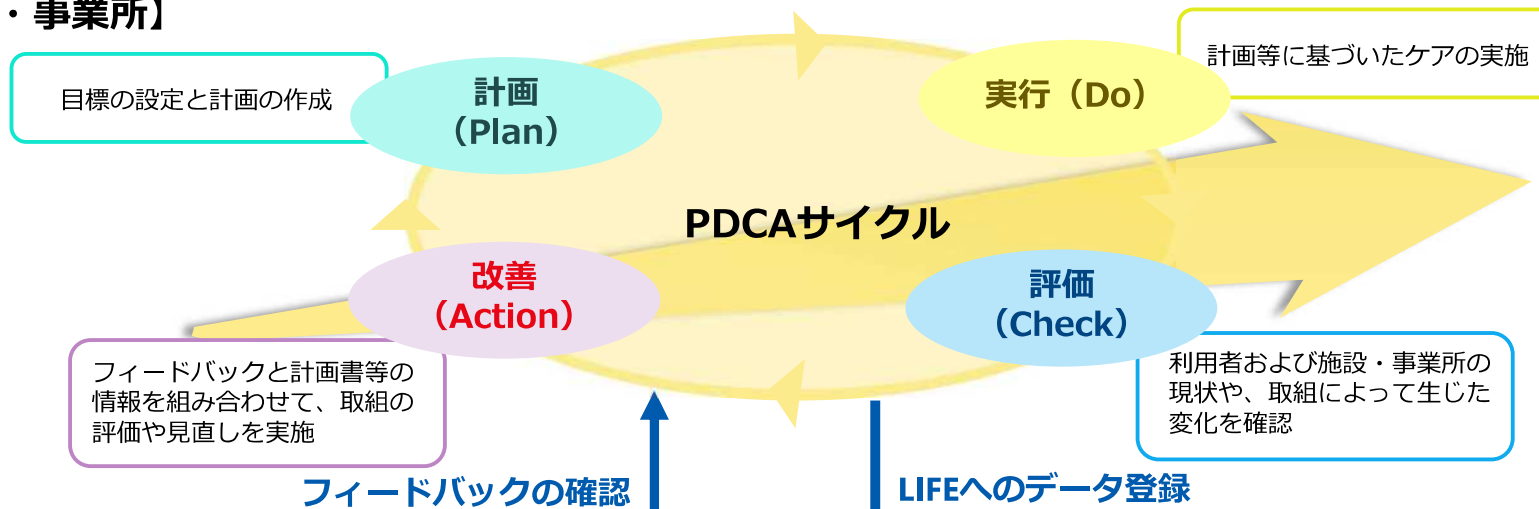 ・事業所】
目標の設定と計画の作成
計画
（Plan）
実行（Do）
計画等に基づいたケアの実施
PDCAサイクル
改善
（Action）
評価
（Check）
フィードバックと計画書等の
情報を組み合わせて、取組の
評価や見直しを実施
利用者および施設・事業所の
現状や、取組によって生じた
変化を確認
フィードバックの確認
LIFEへのデータ登録